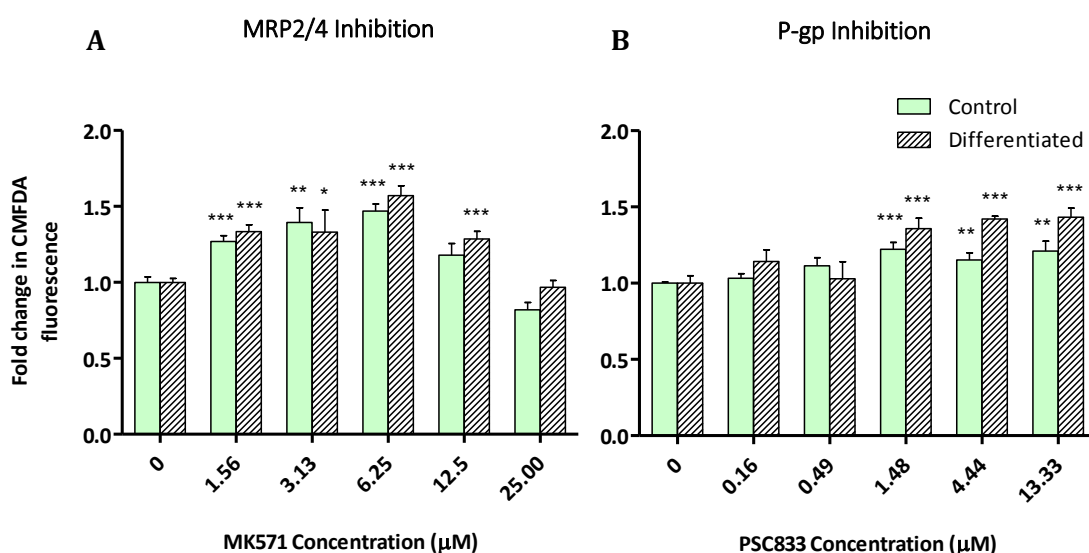 A
MRP2/4 Inhibition
B
P-gp Inhibition
Control
Differentiated
Fold change in CMFDA
fluorescence
2.0
1.5
1.0
0.5
0.0
*** *** ** * *** *** ***
0 1.56 3.13 6.25 12.5 25.00
MK571 Concentration (μM)
2.0
1.5
1.0
0.5
0.0
*** *** ** *** ** ***
0 0.16 0.49 1.48 4.44 13.33
PSC833 Concentration (μM)